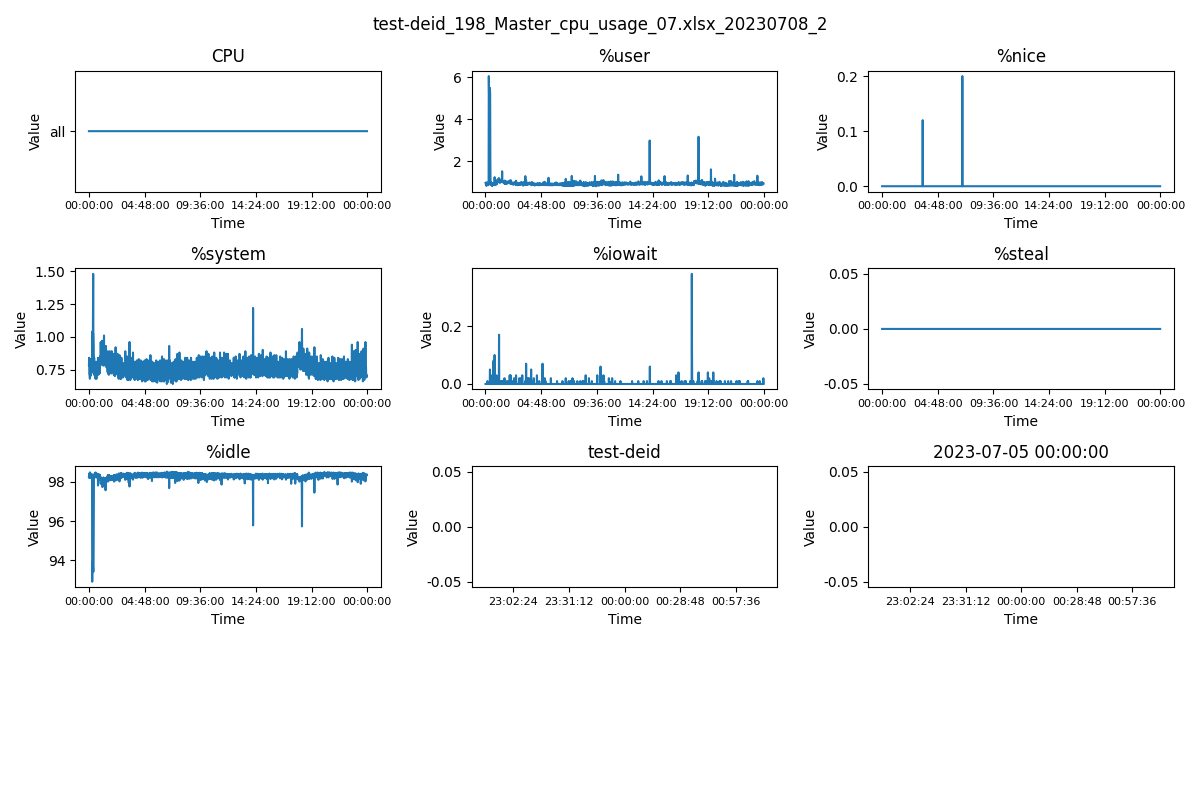 test-deid_198_Master_cpu_usage_07.xlsx_20230708_2
CPU
Value
all
00:00:00 04:48:00 09:36:00 14:24:00 19:12:00 00:00:00
Time
%user
Value
6
4
2
00:00:00 04:48:00 09:36:00 14:24:00 19:12:00 00:00:00
Time
%nice
Value
0.2
0.1
0.0
00:00:00 04:48:00 09:36:00 14:24:00 19:12:00 00:00:00
Time
%system
Value
1.50
1.25
1.00
0.75
00:00:00 04:48:00 09:36:00 14:24:00 19:12:00 00:00:00
Time
%iowait
Value
0.2
0.0
00:00:00 04:48:00 09:36:00 14:24:00 19:12:00 00:00:00
Time
%steal
Value
0.05
0.00
-0.05
00:00:00 04:48:00 09:36:00 14:24:00 19:12:00 00:00:00
Time
%idle
Value
98
96
94
00:00:00 04:48:00 09:36:00 14:24:00 19:12:00 00:00:00
Time
test-deid
Value
0.05
0.00
-0.05
23:02:24 23:31:12 00:00:00 00:28:48 00:57:36
Time
2023-07-05 00:00:00
Value
0.05
0.00
-0.05
23:02:24 23:31:12 00:00:00 00:28:48 00:57:36
Time